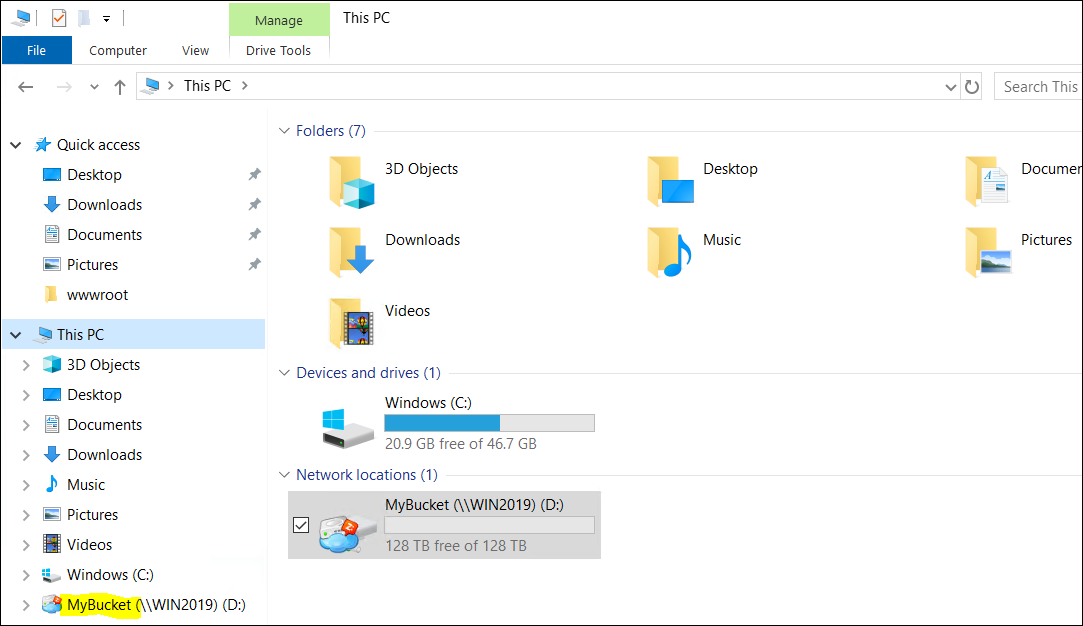 Manage
This PC
File
Computer
View
Drive Tools
This PC
Search This
Quick access
Desktop
Downloads
Documents
Pictures
wwwroot
This PC
3D Objects
Desktop
Documents
Downloads
Music
Pictures
Videos
Windows (C:)
MyBucket (\\WIN2019) (D:)
Folders (7)
3D Objects
Desktop
Documen
Downloads
Music
Pictures
Videos
Devices and drives (1)
Windows (C:)
20.9 GB free of 46.7 GB
Network locations (1)
MyBucket (\\WIN2019) (D:)
128 TB free of 128 TB